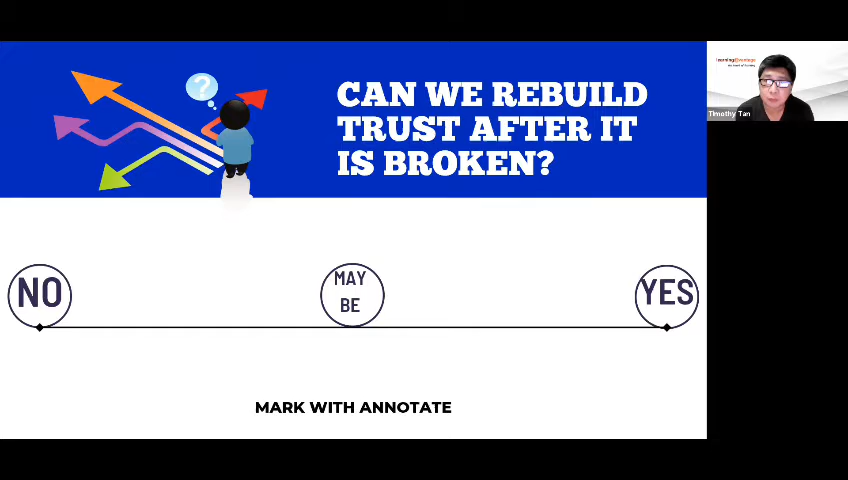 CAN WE REBUILD
TRUST AFTER IT
IS BROKEN?
?
NO
MAY
BE
YES
MARK WITH ANNOTATE
Timothy Tan